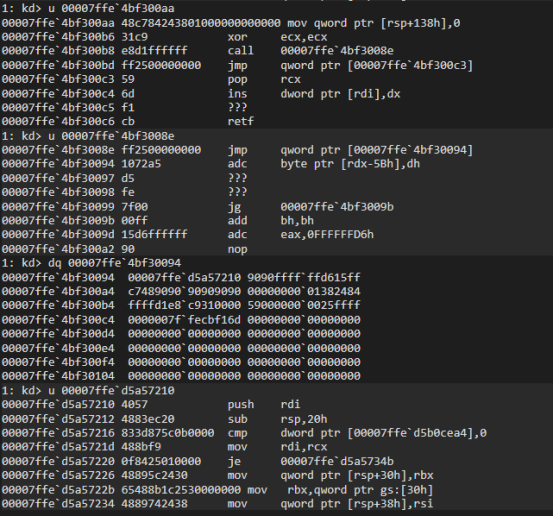 1: kd> u 00007ffe`4bf300aa
00007ffe`4bf300aa 48c7842438010000 00000000 mov qword ptr [rsp+138h],0
00007ffe`4bf300b6 31c9 xor ecx,ecx
00007ffe`4bf300b8 e8d1ffffff call 00007ffe`4bf3008e
00007ffe`4bf300bd ff2500000000 jmp qword ptr [00007ffe`4bf300c3]
00007ffe`4bf300c3 59 pop rcx
00007ffe`4bf300c4 6d ins dword ptr [rdi],dx
00007ffe`4bf300c5 f1 ???
00007ffe`4bf300c6 cb retf
1: kd> u 00007ffe`4bf3008e
00007ffe`4bf3008e ff2500000000 jmp qword ptr [00007ffe`4bf30094]
00007ffe`4bf30094 1072a5 adc byte ptr [rdx-5Bh],dh
00007ffe`4bf30097 d5 ???
00007ffe`4bf30098 fe ???
00007ffe`4bf30099 7f00 jg 00007ffe`4bf3009b
00007ffe`4bf3009b 00ff add bh,bh
00007ffe`4bf3009d 15d6ffffff adc eax,0FFFFFFD6h
00007ffe`4bf300a2 90 nop
1: kd> dq 00007ffe`4bf30094
00007ffe`4bf30094 00007ffe`d5a57210 9090ffff`ffd615ff
00007ffe`4bf300a4 c7489090`90909090 00000000`01382484
00007ffe`4bf300b4 ffffd1e8`c9310000 59000000`0025ffff
00007ffe`4bf300c4 0000007f`fecbf16d 00000000`00000000
00007ffe`4bf300d4 00000000`00000000 00000000`00000000
00007ffe`4bf300e4 00000000`00000000 00000000`00000000
00007ffe`4bf300f4 00000000`00000000 00000000`00000000
00007ffe`4bf30104 00000000`00000000 00000000`00000000
1: kd> u 00007ffe`d5a57210
00007ffe`d5a57210 4057 push rdi
00007ffe`d5a57212 4883ec20 sub rsp,20h
00007ffe`d5a57216 833d875c0b0000 cmp dword ptr [00007ffe`d5b0cea4],0
00007ffe`d5a5721d 488bf9 mov rdi,rcx
00007ffe`d5a57220 0f8425010000 je 00007ffe`d5a5734b
00007ffe`d5a57226 48895c2430 mov qword ptr [rsp+30h],rbx
00007ffe`d5a5722b 65488b1c2530000000 mov rbx,qword ptr gs:[30h]
00007ffe`d5a57234 4889742438 mov qword ptr [rsp+38h],rsi